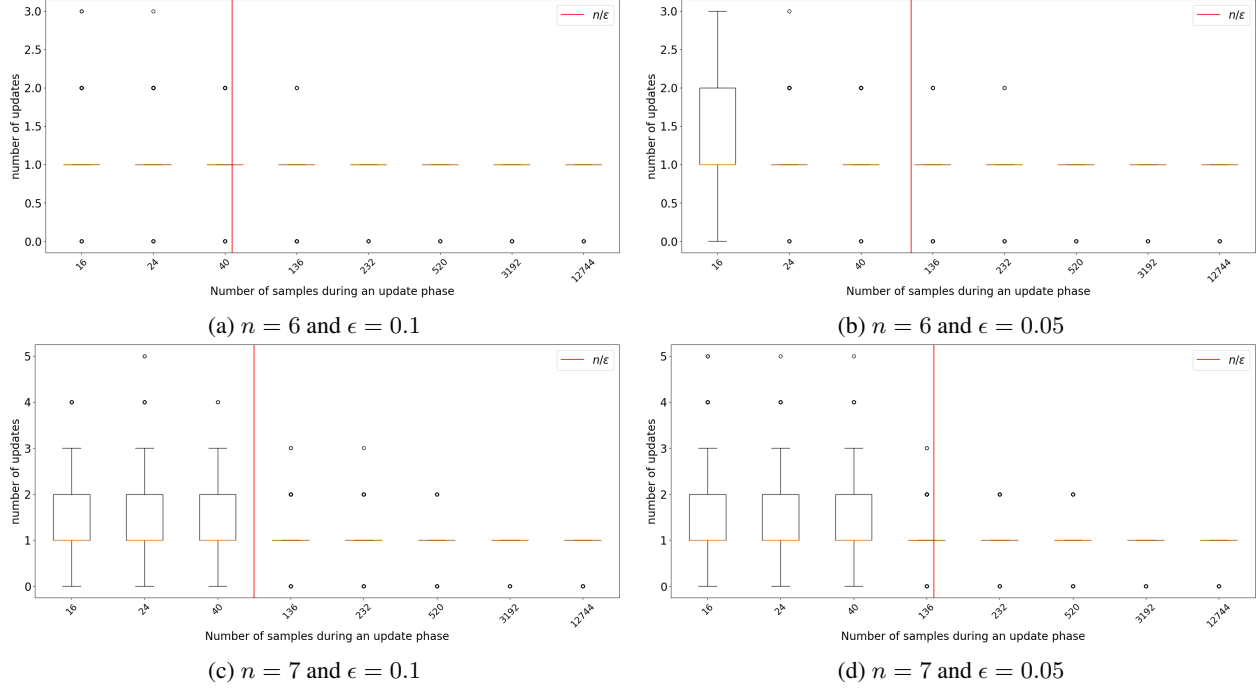 3.0
2.5
2.0
1.5
1.0
0.5
0.0
number of updates
n/ε
16 24 40 136 232 520 3192 12744
Number of samples during an update phase
(a) n = 6 and ϵ = 0.1
3.0
2.5
2.0
1.5
1.0
0.5
0.0
number of updates
n/ε
16 24 40 136 232 520 3192 12744
Number of samples during an update phase
(b) n = 6 and ϵ = 0.05
5
4
3
2
1
0
number of updates
n/ε
16 24 40 136 232 520 3192 12744
Number of samples during an update phase
(c) n = 7 and ϵ = 0.1
5
4
3
2
1
0
number of updates
n/ε
16 24 40 136 232 520 3192 12744
Number of samples during an update phase
(d) n = 7 and ϵ = 0.05